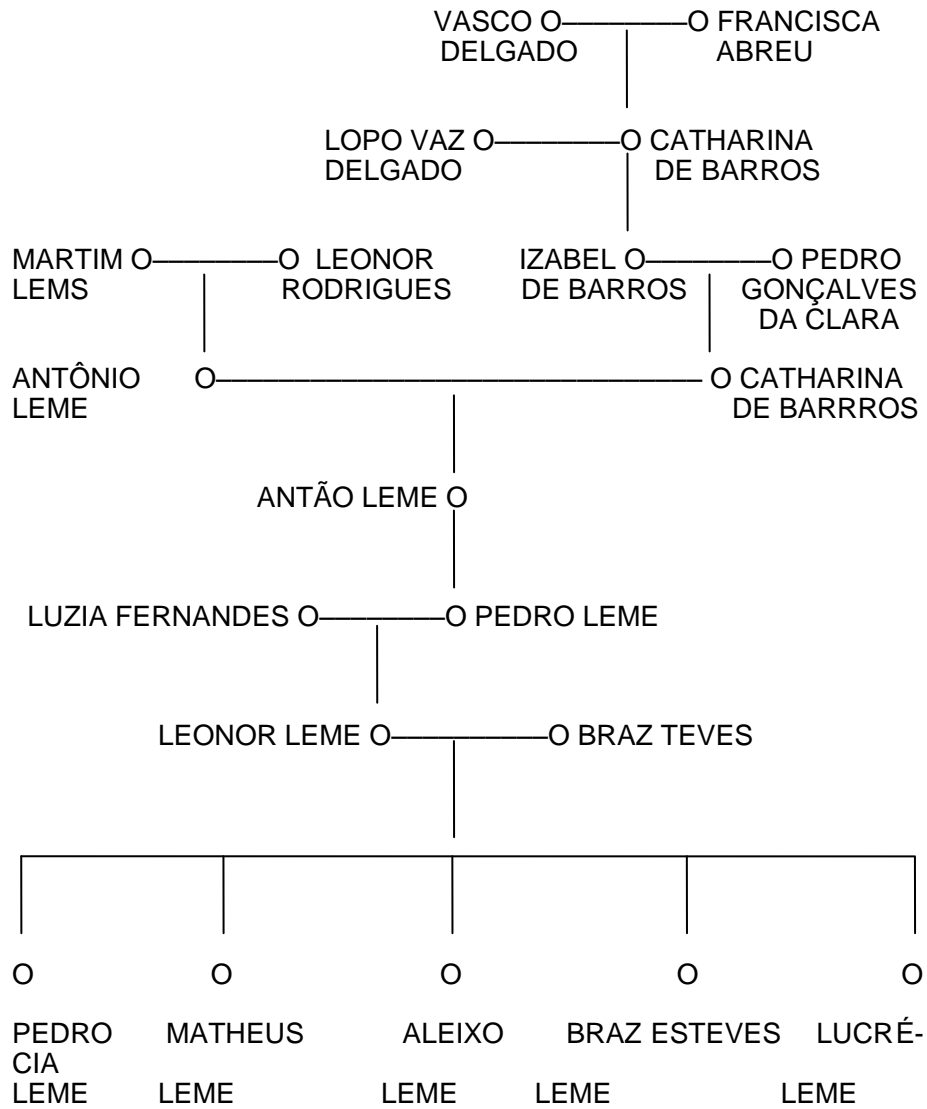 VASCO O O FRANCISCA
DELGADO ABREU
LOPO VAZ O O CATHARINA
DELGADO DE BARROS
MARTIM O O LEONOR IZABEL O O PEDRO
LEMS RODRIGUES DE BARROS GONÇALVES
DA CLARA
ANTÔNIO O O CATHARINA
LEME DE BARRROS
ANTÃO LEME O
LUZIA FERNANDES O O PEDRO LEME
LEONOR LEME O O BRAZ TEVES
O O O O O
PEDRO MATHEUS ALEIXO BRAZ ESTEVES LUCRÉ-
CIA
LEME LEME LEME LEME LEME